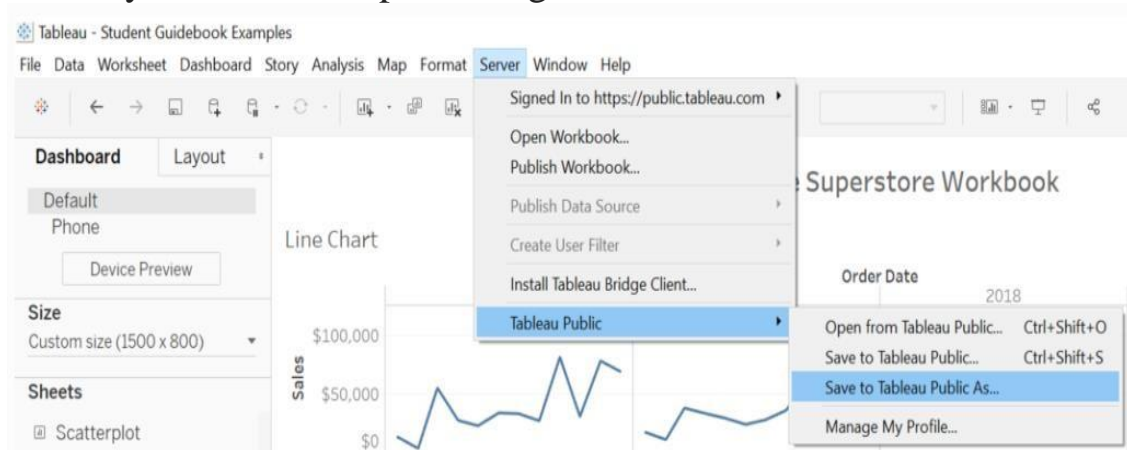 Tableau - Student Guidebook Examples
File Data Worksheet Dashboard Story Analysis Map Format Server Window Help
Signed In to https://public.tableau.com
Open Workbook...
Publish Workbook...
Publish Data Source
Create User Filter
Install Tableau Bridge Client...
Tableau Public
Open from Tableau Public... Ctrl+Shift+O
Save to Tableau Public... Ctrl+Shift+S
Save to Tableau Public As...
Manage My Profile...
Dashboard Layout
Default
Phone
Device Preview
Size
Custom size (1500 x 800)
Sheets
Scatterplot
Superstore Workbook
Line Chart
Order Date
2018
Sales
$100,000
$50,000
$0